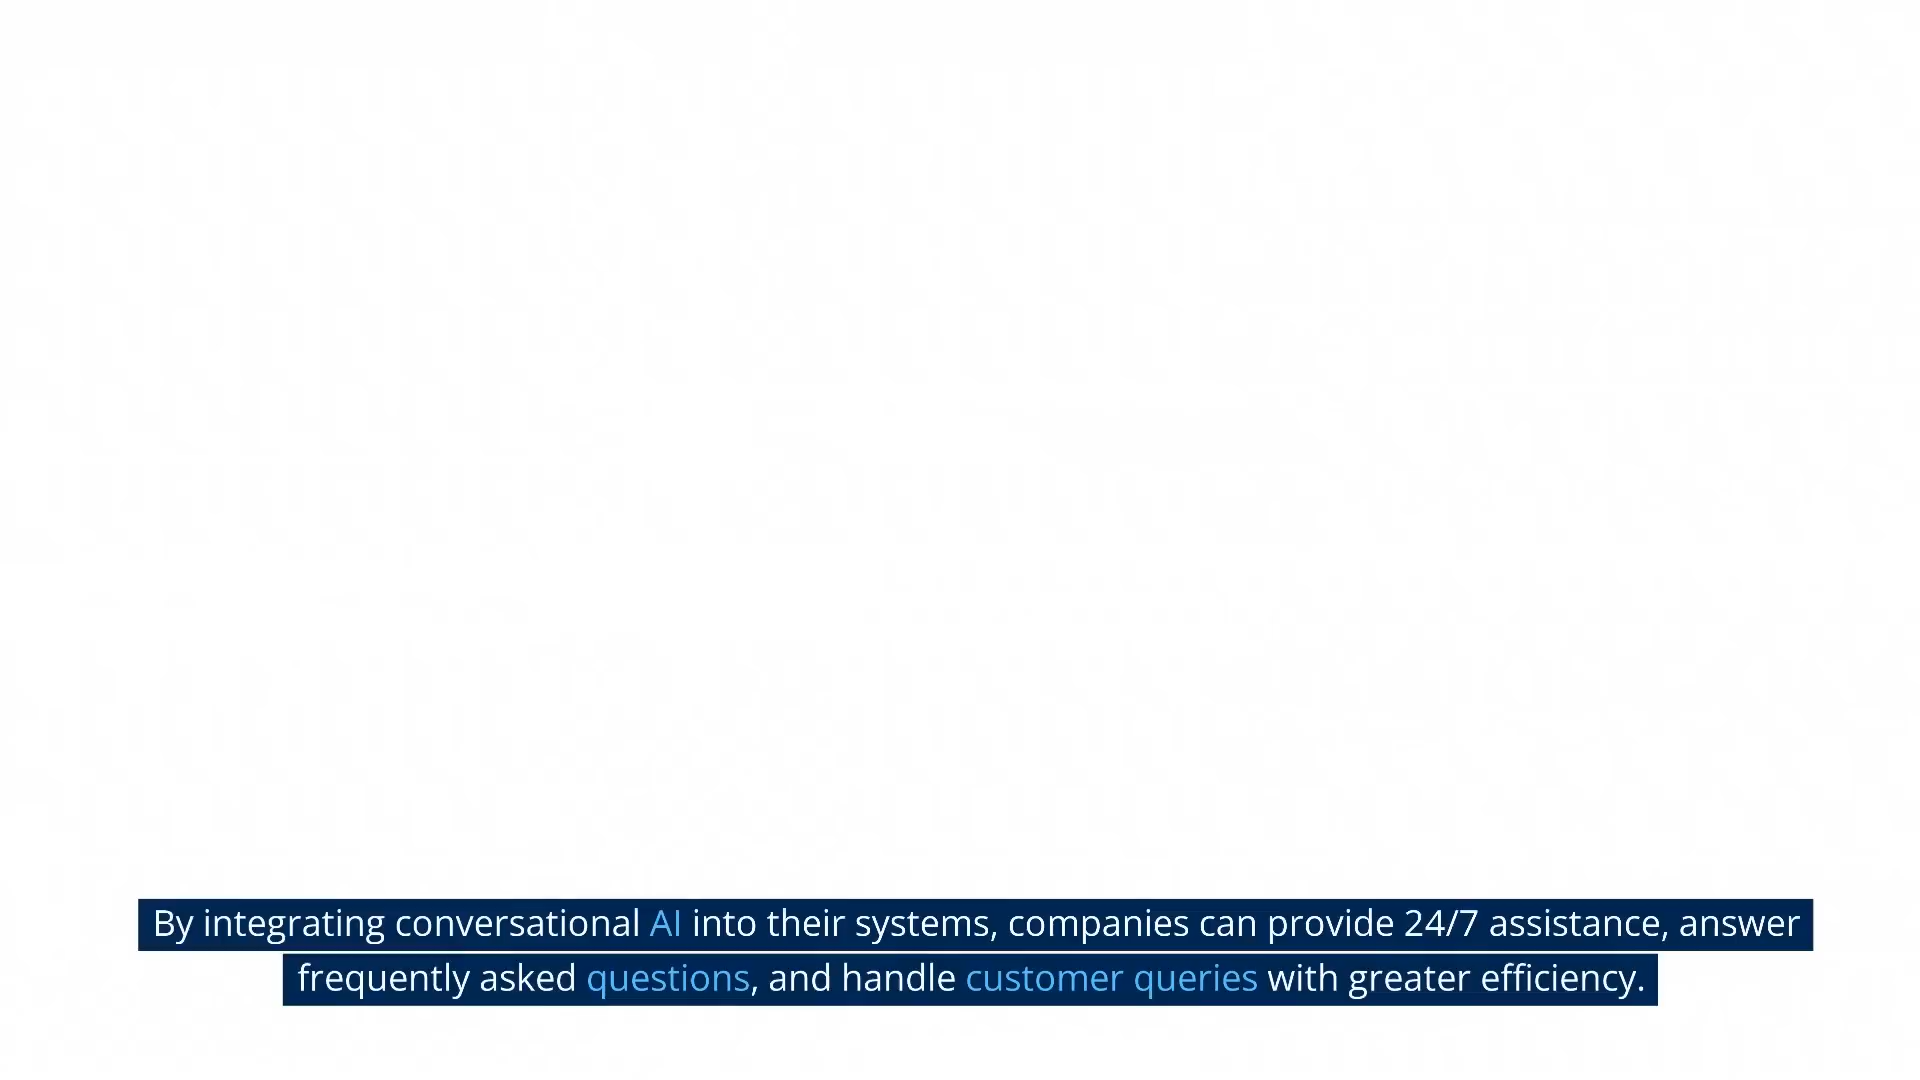 By integrating conversational AI into their systems, companies can provide 24/7 assistance, answer
frequently asked questions, and handle customer queries with greater efficiency.